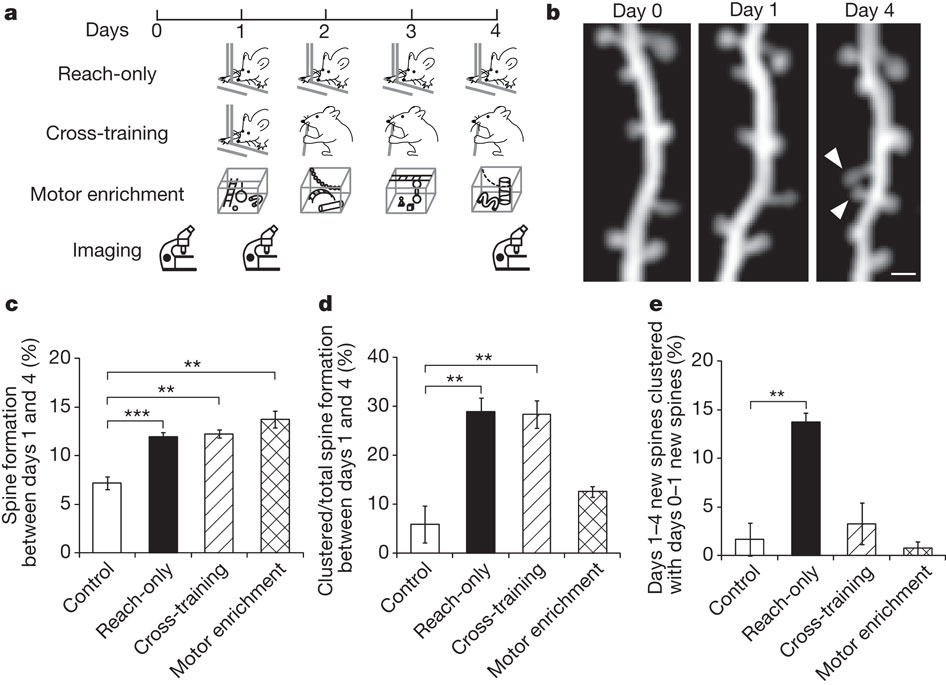 a
Days 0 1 2 3 4
Reach-only
Cross-training
Motor enrichment
Imaging
b
Day 0 Day 1 Day 4
c
Spine formation
between days 1 and 4 (%)
20
15
10
5
0
**
**
***
Control
Reach-only
Cross-training
Motor enrichment
d
Clustered/total spine formation
between days 1 and 4 (%)
40
30
20
10
0
**
**
Control
Reach-only
Cross-training
Motor enrichment
e
Days 1–4 new spines clustered
with days 0–1 new spines (%)
20
15
10
5
0
**
Control
Reach-only
Cross-training
Motor enrichment